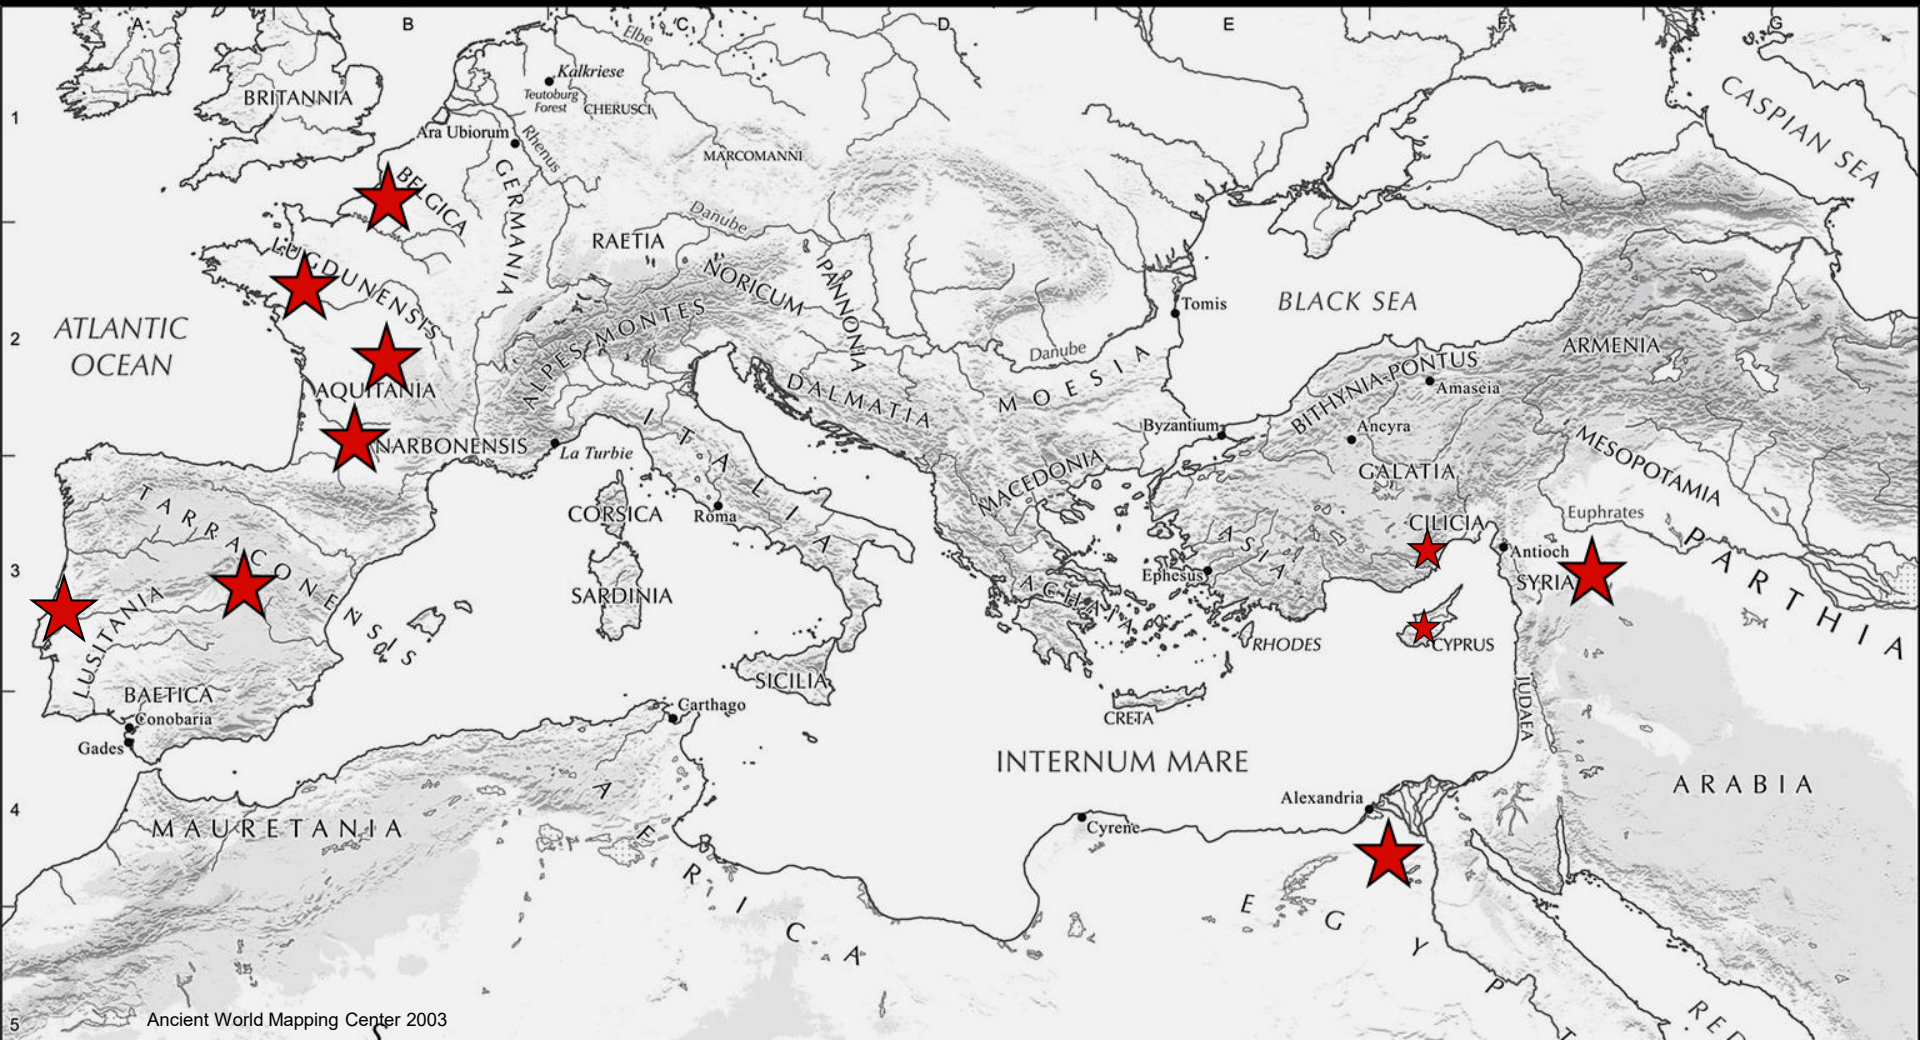 A
B
C
D
E
F
G
1
2
3
4
5
BRITANNIA
Elbe
Kalkriese
Teutoburg
Forest
CHERUSCI
Ara Ubiorum
Rhenus
MARCOMANNI
CASPIAN SEA
BELGICA
GERMANIA
Danube
RAETIA
LUGDUNENSIS
NORICUM
PANNONIA
ATLANTIC
OCEAN
ALPES MONTES
Tomis
BLACK SEA
Danube
MOESIA
ARMENIA
BITHYNIA-PONTUS
Amaseia
AQUITANIA
DALMATIA
Byzantium
Ancyra
NARBONENSIS
La Turbie
ITALIA
MACEDONIA
GALATIA
MESOPOTAMIA
TARRACONENSIS
CORSICA
Roma
Euphrates
CILICIA
ASIA
PARTHIA
Antioch
SYRIA
Ephesus
ACHAIA
SARDINIA
LUSITANIA
RHODES
CYPRUS
SICILIA
BAETICA
Conobaria
Gades
Carthago
CRETA
JUDAEA
INTERNUM MARE
ARABIA
Alexandria
Cyrene
MAURETANIA
AFRICA
EGYPT
RED
Ancient World Mapping Center 2003